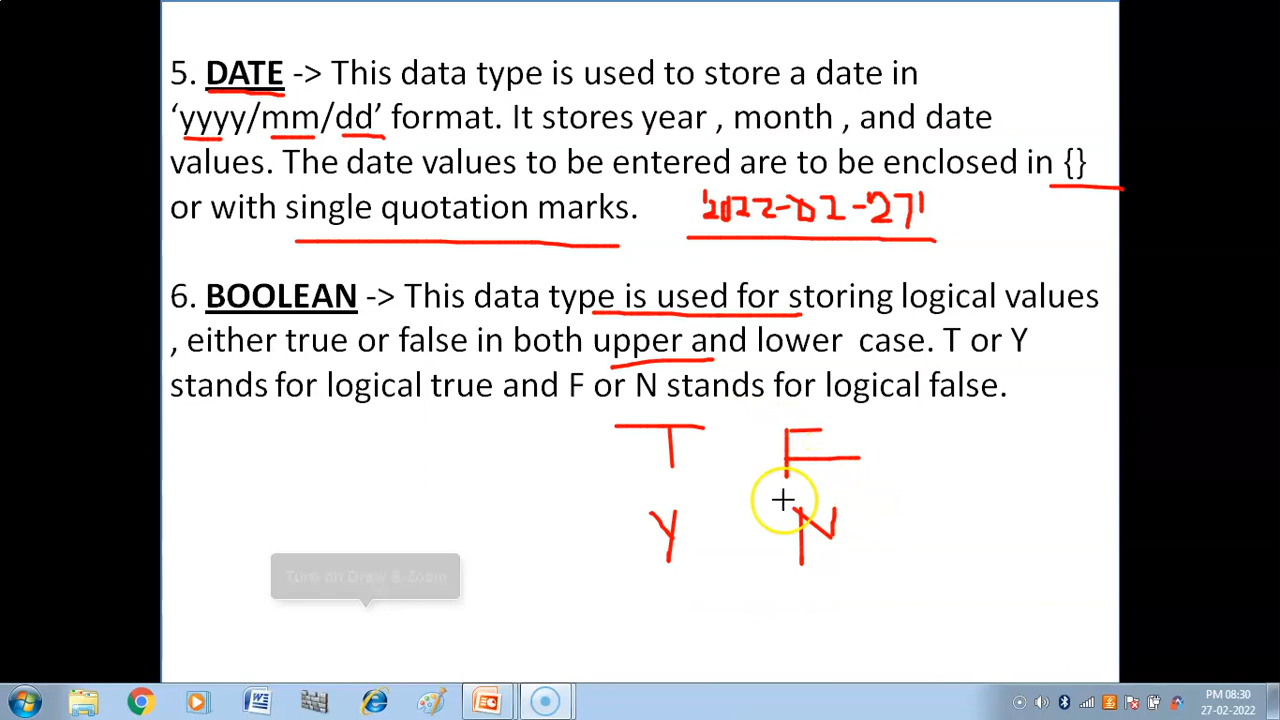 5. DATE -> This data type is used to store a date in
‘yyyy/mm/dd’ format. It stores year , month , and date
values. The date values to be entered are to be enclosed in {}
or with single quotation marks. '2022-02-27'
6. BOOLEAN -> This data type is used for storing logical values
, either true or false in both upper and lower case. T or Y
stands for logical true and F or N stands for logical false.
T F
Y N
Turn on Draw & Zoom
PM 08:30
27-02-2022